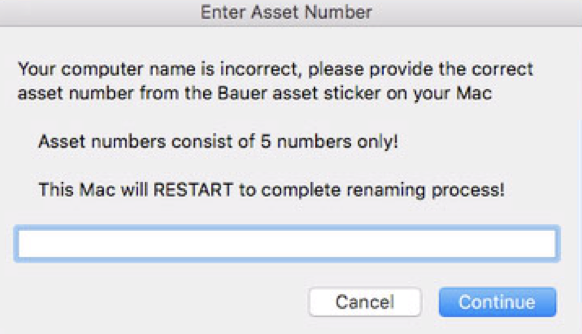 Enter Asset Number
Your computer name is incorrect, please provide the correct
asset number from the Bauer asset sticker on your Mac
Asset numbers consist of 5 numbers only!
This Mac will RESTART to complete renaming process!
Cancel Continue